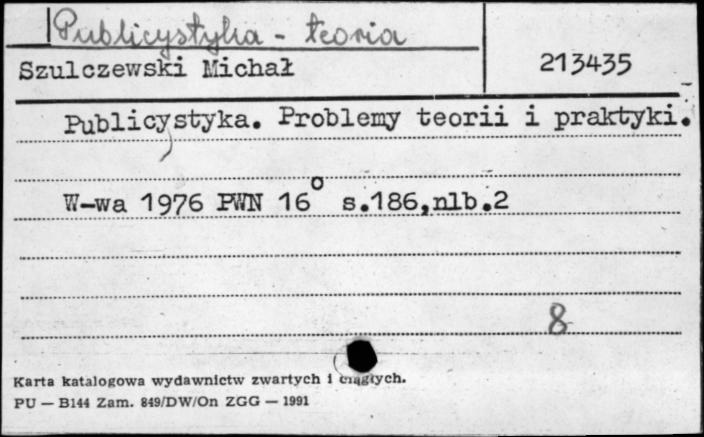 Publicystyka - teoria
Szulczewski Michał
213435
Publicystyka. Problemy teorii i praktyki.
W-wa 1976 PWN 16° s.186,nlb.2
8
Karta katalogowa wydawnictw zwartych i ciągłych.
PU — B144 Zam. 849/DW/On ZGG — 1991